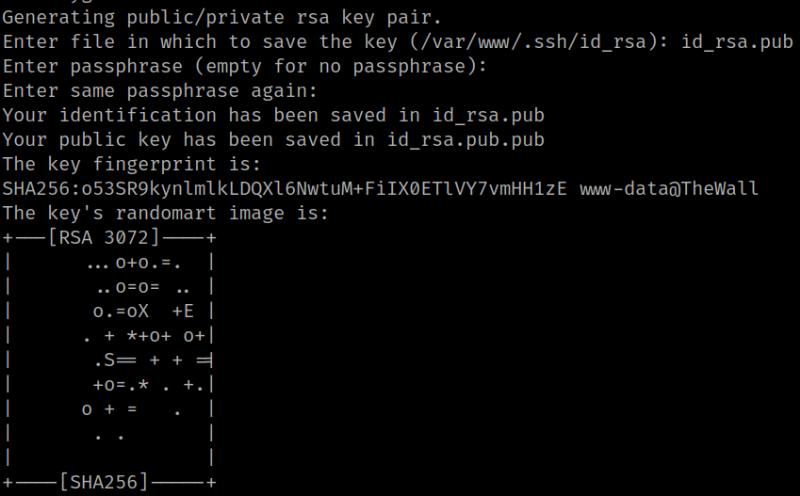 Generating public/private rsa key pair.
Enter file in which to save the key (/var/www/.ssh/id_rsa): id_rsa.pub
Enter passphrase (empty for no passphrase):
Enter same passphrase again:
Your identification has been saved in id_rsa.pub
Your public key has been saved in id_rsa.pub.pub
The key fingerprint is:
SHA256:o53SR9kynlmlkLDQXl6NwtuM+FiIX0ETlVY7vmHH1zE www-data@TheWall
The key's randomart image is:
+---[RSA 3072]----+
|      ...o+o.=.  |
|       ..o=o= .. |
|       o.=oX  +E |
|      . + *+o+ o+|
|       .S== + + =|
|       +o=.* . +.|
|      o + =   .  |
|       . .       |
|                 |
+----[SHA256]-----+